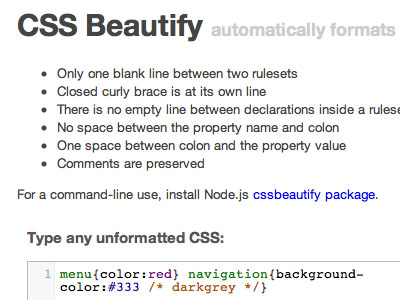 CSS Beautify automatically formats
Only one blank line between two rulesets
Closed curly brace is at its own line
There is no empty line between declarations inside a rulese
No space between the property name and colon
One space between colon and the property value
Comments are preserved
For a command-line use, install Node.js cssbeautify package.
Type any unformatted CSS:
1 menu{color:red} navigation{background-
color:#333 /* darkgrey */}